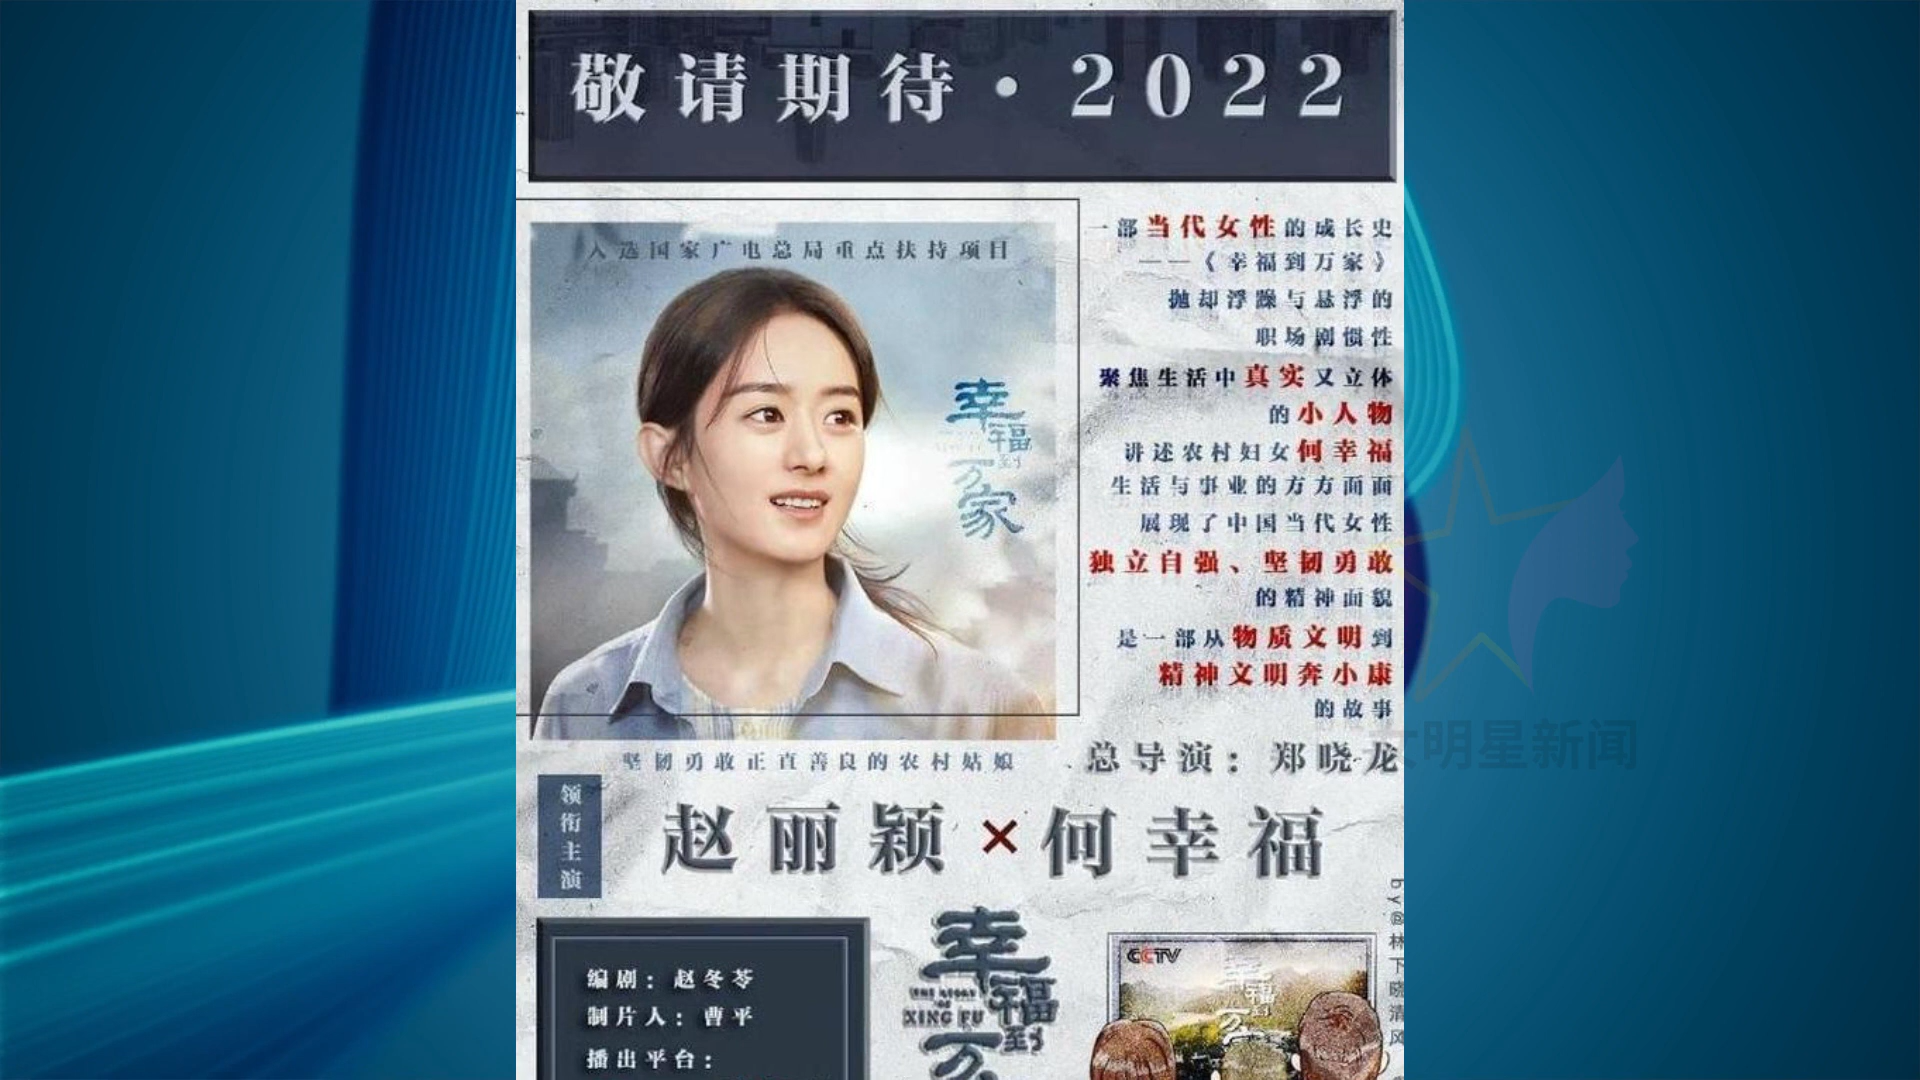 敬请期待·2022
入选国家广电总局重点扶持项目
幸福到万家
一部当代女性的成长史
——《幸福到万家》
抛却浮躁与悬浮的
职场剧惯性
聚焦生活中真实又立体
的小人物
讲述农村妇女何幸福
生活与事业的方方面面
展现了中国当代女性
独立自强、坚韧勇敢
的精神面貌
是一部从物质文明到
精神文明奔小康
的故事
总导演：郑晓龙
坚韧勇敢正直善良的农村姑娘
领衔主演
赵丽颖×何幸福
编剧：赵冬苓
制片人：曹平
播出平台：
幸福到万
THE STORY OF
XING FU
CCTV
幸福到万
by@林下晓清风
明星新闻